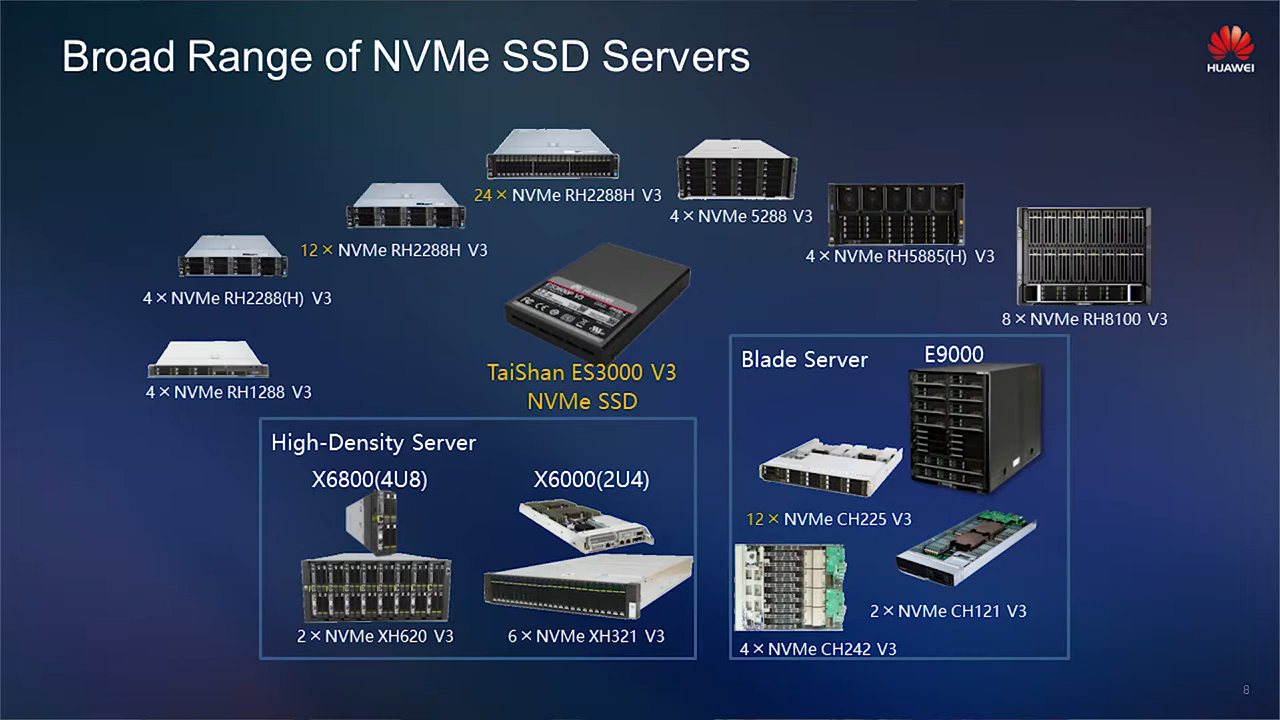 Broad Range of NVMe SSD Servers
HUAWEI
24× NVMe RH2288H V3
4×NVMe 5288 V3
12× NVMe RH2288H V3
4×NVMe RH5885(H) V3
4×NVMe RH2288(H) V3
8×NVMe RH8100 V3
HUAWEI
ES3600P V3
TaiShan ES3000 V3
NVMe SSD
4×NVMe RH1288 V3
Blade Server
E9000
12× NVMe CH225 V3
2×NVMe CH121 V3
4×NVMe CH242 V3
High-Density Server
X6800(4U8)
X6000(2U4)
2×NVMe XH620 V3
6×NVMe XH321 V3
8